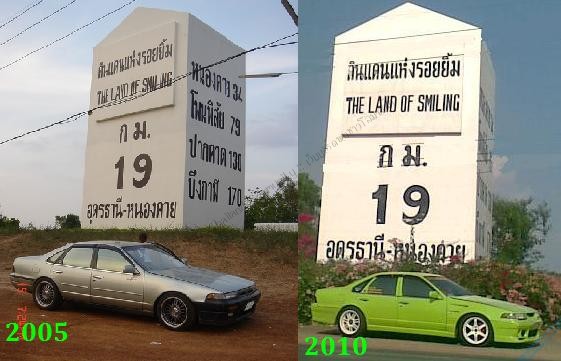 ดินแดนแห่งรอยยิ้ม
THE LAND OF SMILING
กม.
19
อุดรธานี-หนองคาย
หนองคาย 34
โพนพิสัย 79
ปากคาด 130
บึงกาฬ 170
2005
ดินแดนแห่งรอยยิ้ม
THE LAND OF SMILING
กม.
19
อุดรธานี-หนองคาย
2010